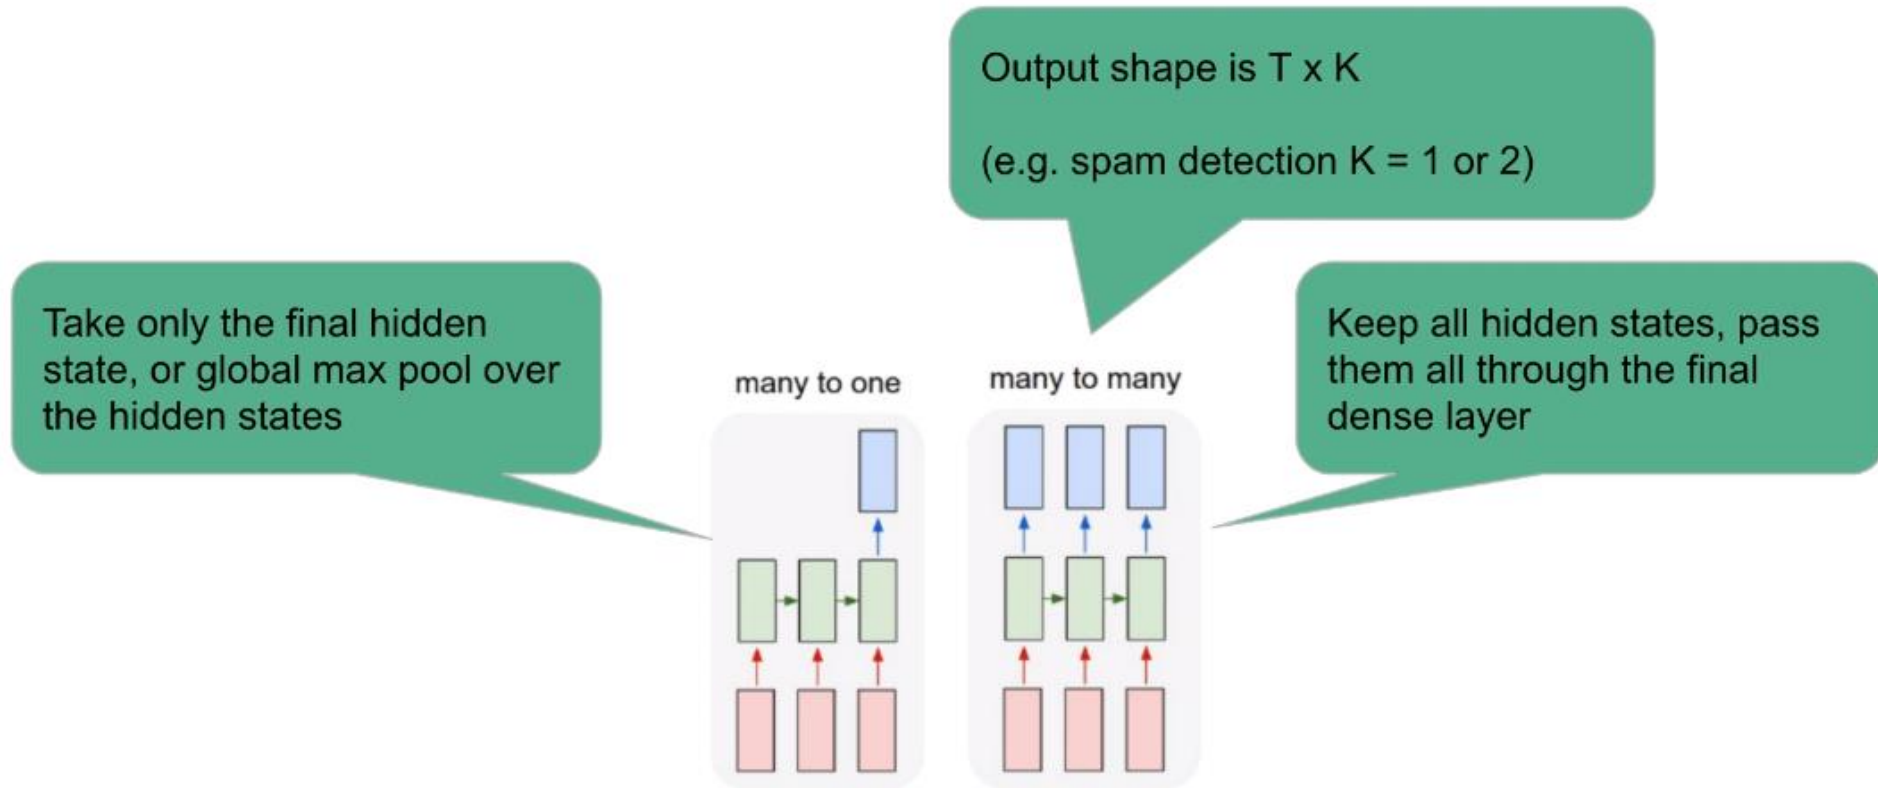 Output shape is T x K
(e.g. spam detection K = 1 or 2)
Take only the final hidden
state, or global max pool over
the hidden states
many to one
many to many
Keep all hidden states, pass
them all through the final
dense layer